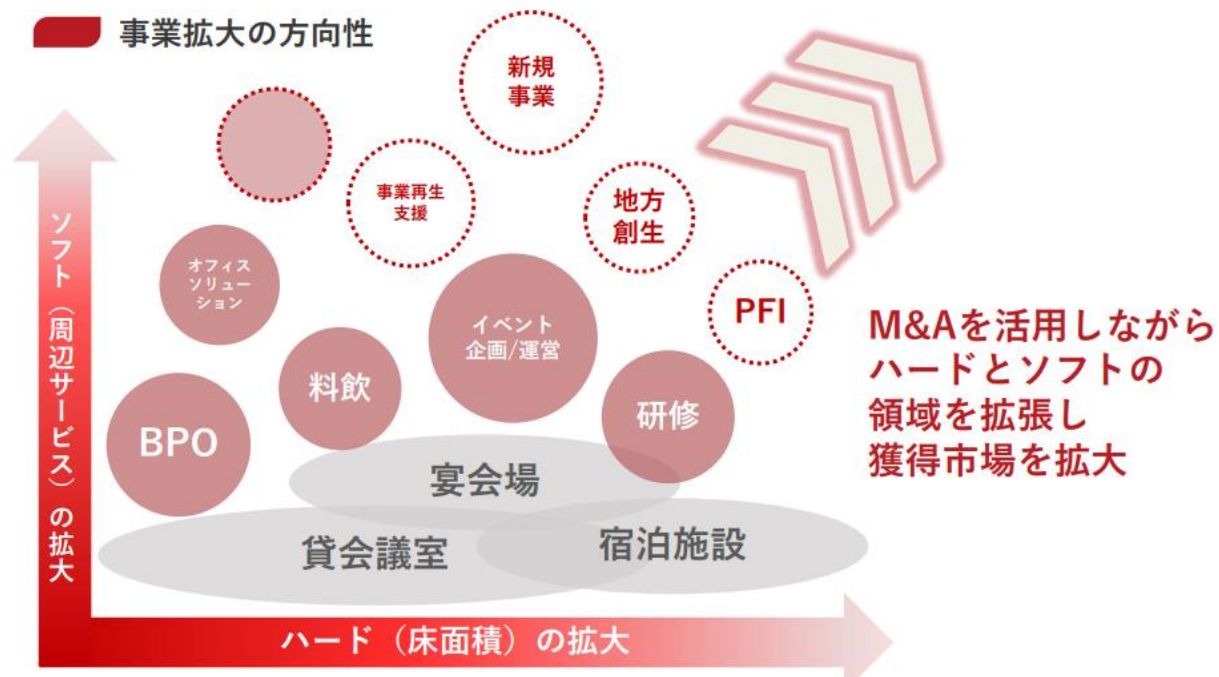 事業拡大の方向性
新規
事業
事業再生
支援
地方
創生
オフィス
ソリュー
ション
イベント
企画/運営
PFI
料飲
研修
BPO
宴会場
貸会議室
宿泊施設
ソフト（周辺サービス）の拡大
ハード（床面積）の拡大
M&Aを活用しながら
ハードとソフトの
領域を拡張し
獲得市場を拡大